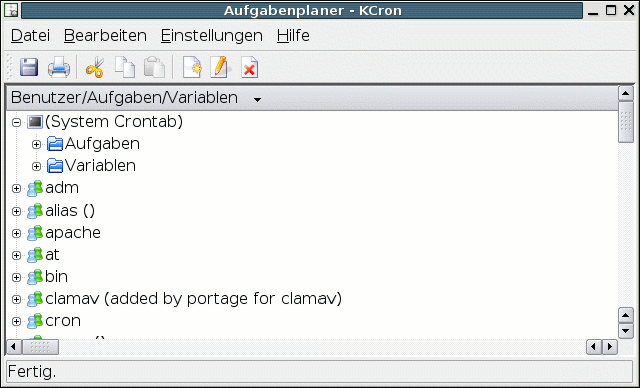 Aufgabenplaner - KCron
Datei Bearbeiten Einstellungen Hilfe
Benutzer/Aufgaben/Variablen
(System Crontab)
Aufgaben
Variablen
adm
alias ()
apache
at
bin
clamav (added by portage for clamav)
cron
Fertig.